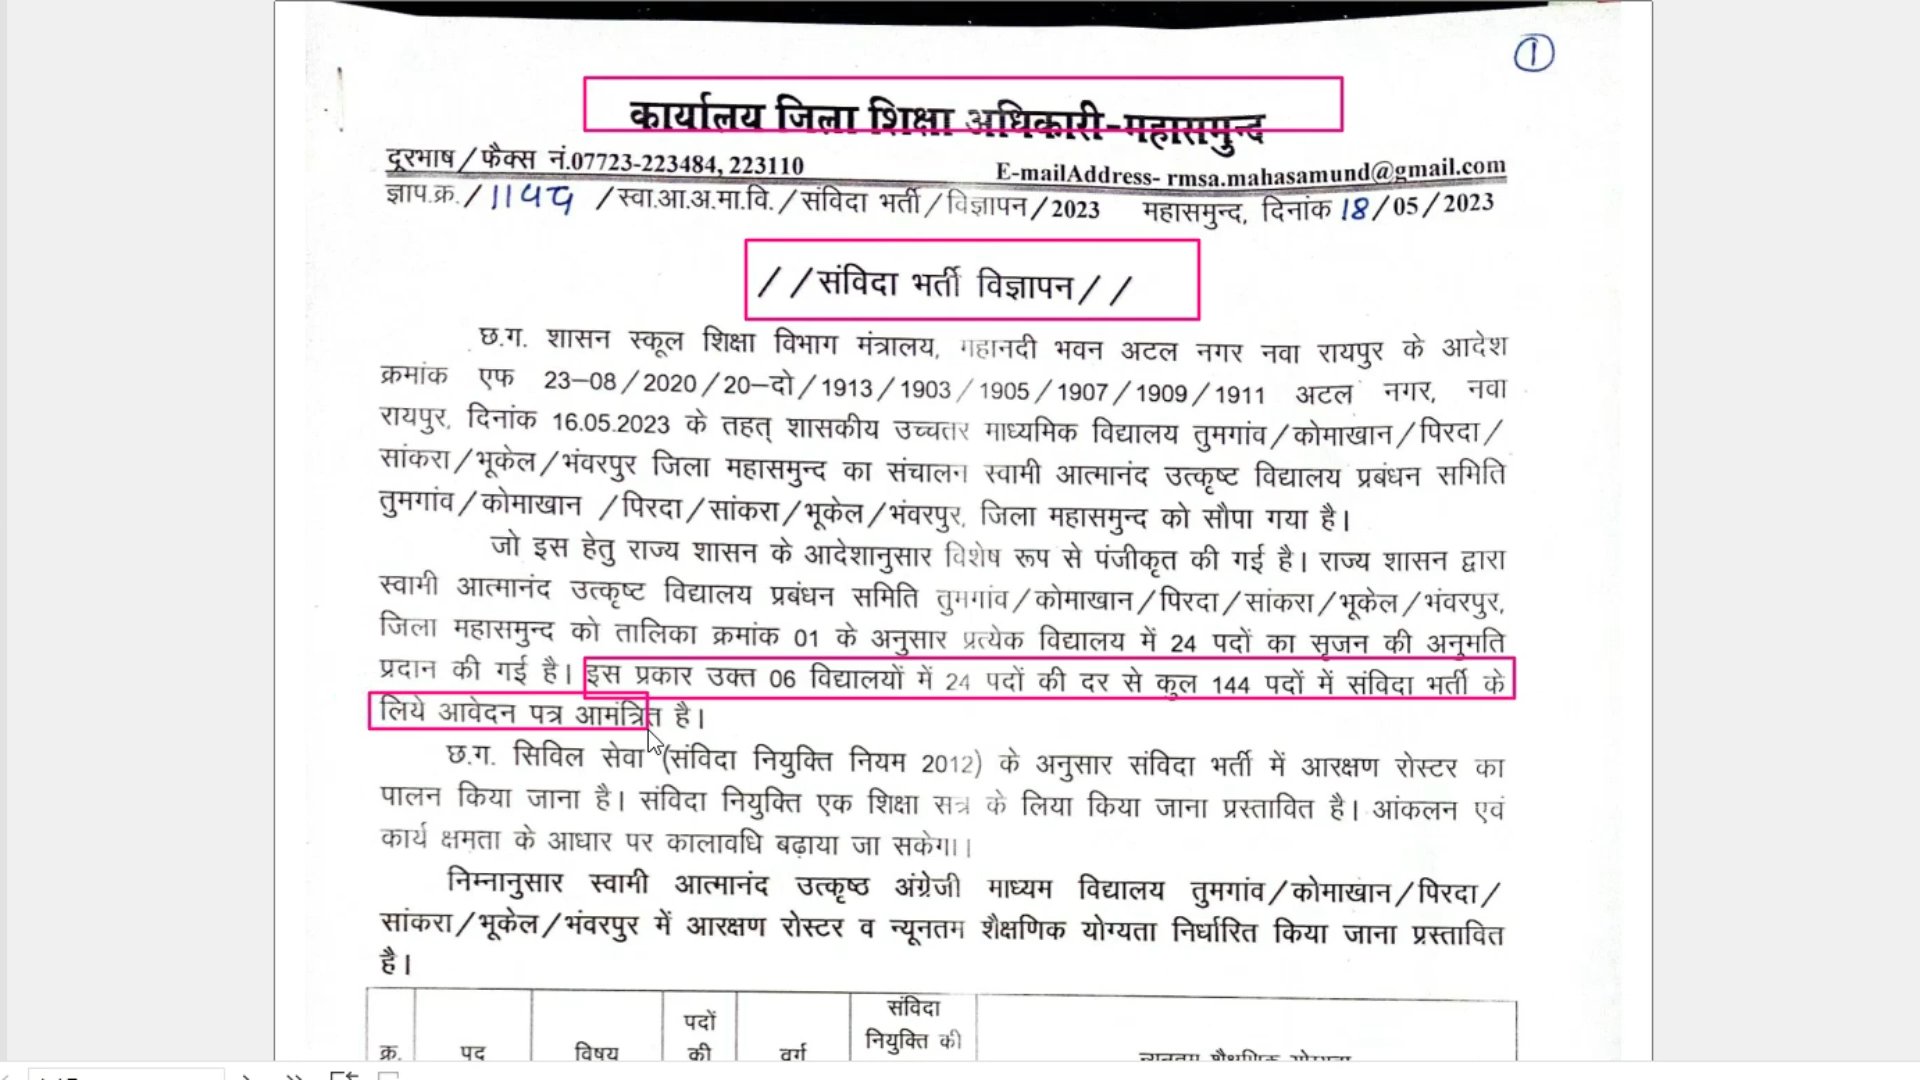 1
कार्यालय जिला शिक्षा अधिकारी-महासमुन्द
दूरभाष/फैक्स नं.07723-223484, 223110 E-mailAddress- rmsa.mahasamund@gmail.com
ज्ञाप.क्र./1155 /स्वा.आ.अ.मा.वि./संविदा भर्ती/विज्ञापन/2023 महासमुन्द, दिनांक 18/05/2023
//संविदा भर्ती विज्ञापन//
छ.ग. शासन स्कूल शिक्षा विभाग मंत्रालय, महानदी भवन अटल नगर नवा रायपुर के आदेश
क्रमांक एफ 23-08/2020/20-दो/1913/1903/1905/1907/1909/1911 अटल नगर, नवा
रायपुर, दिनांक 16.05.2023 के तहत् शासकीय उच्चतर माध्यमिक विद्यालय तुमगांव/कोमाखान/पिरदा/
सांकरा/भूकेल/भंवरपुर जिला महासमुन्द का संचालन स्वामी आत्मानंद उत्कृष्ट विद्यालय प्रबंधन समिति
तुमगांव/कोमाखान /पिरदा/सांकरा/भूकेल/भंवरपुर, जिला महासमुन्द को सौपा गया है।
जो इस हेतु राज्य शासन के आदेशानुसार विशेष रूप से पंजीकृत की गई है। राज्य शासन द्वारा
स्वामी आत्मानंद उत्कृष्ट विद्यालय प्रबंधन समिति तुमगांव/कोमाखान/पिरदा/सांकरा/भूकेल/भंवरपुर,
जिला महासमुन्द को तालिका क्रमांक 01 के अनुसार प्रत्येक विद्यालय में 24 पदों का सृजन की अनुमति
प्रदान की गई है। इस प्रकार उक्त 06 विद्यालयों में 24 पदों की दर से कुल 144 पदों में संविदा भर्ती के
लिये आवेदन पत्र आमंत्रित है।
छ.ग. सिविल सेवा (संविदा नियुक्ति नियम 2012) के अनुसार संविदा भर्ती में आरक्षण रोस्टर का
पालन किया जाना है। संविदा नियुक्ति एक शिक्षा सत्र के लिया किया जाना प्रस्तावित है। आंकलन एवं
कार्य क्षमता के आधार पर कालावधि बढ़ाया जा सकेगा।।
निम्नानुसार स्वामी आत्मानंद उत्कृष्ठ अंग्रेजी माध्यम विद्यालय तुमगांव/कोमाखान/पिरदा/
सांकरा/भूकेल/भंवरपुर में आरक्षण रोस्टर व न्यूनतम शैक्षणिक योग्यता निर्धारित किया जाना प्रस्तावित
है।
संविदा
पदों नियुक्ति की
क्र. पद विषय की वर्ग